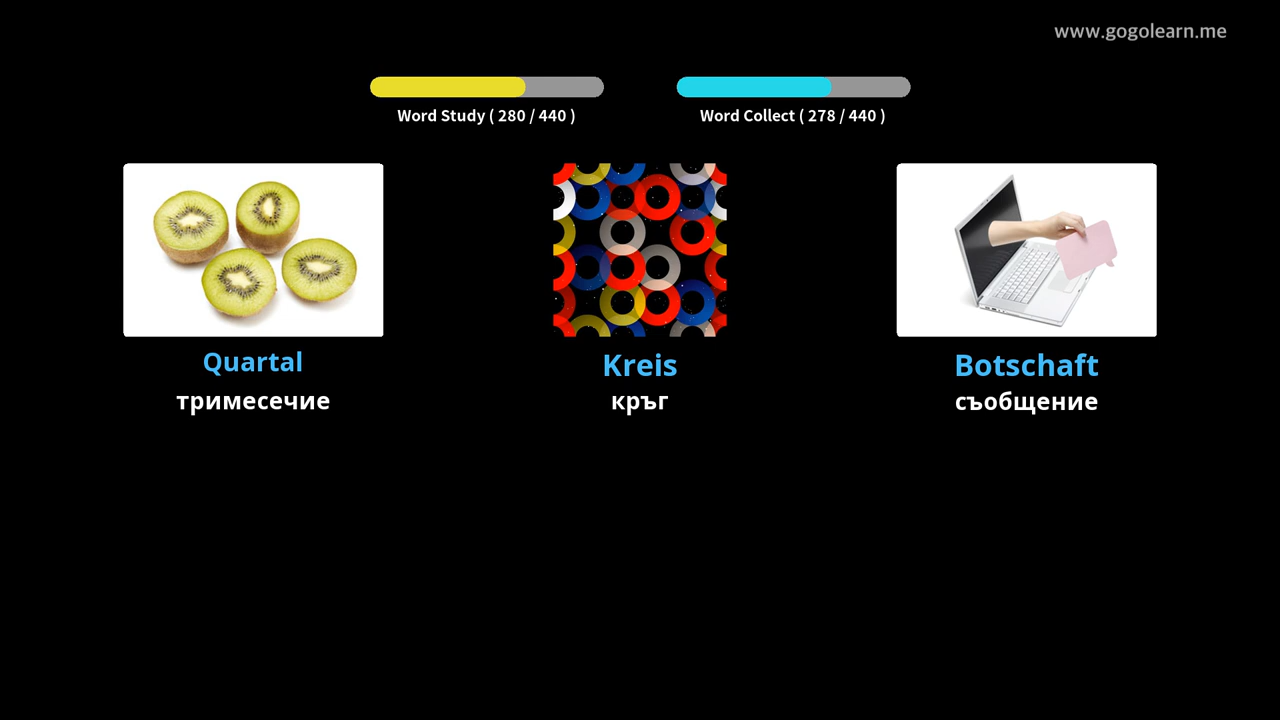 www.gogolearn.me
Word Study ( 280 / 440 )
Word Collect ( 278 / 440 )
Quartal
тримесечие
Kreis
кръг
Botschaft
съобщение